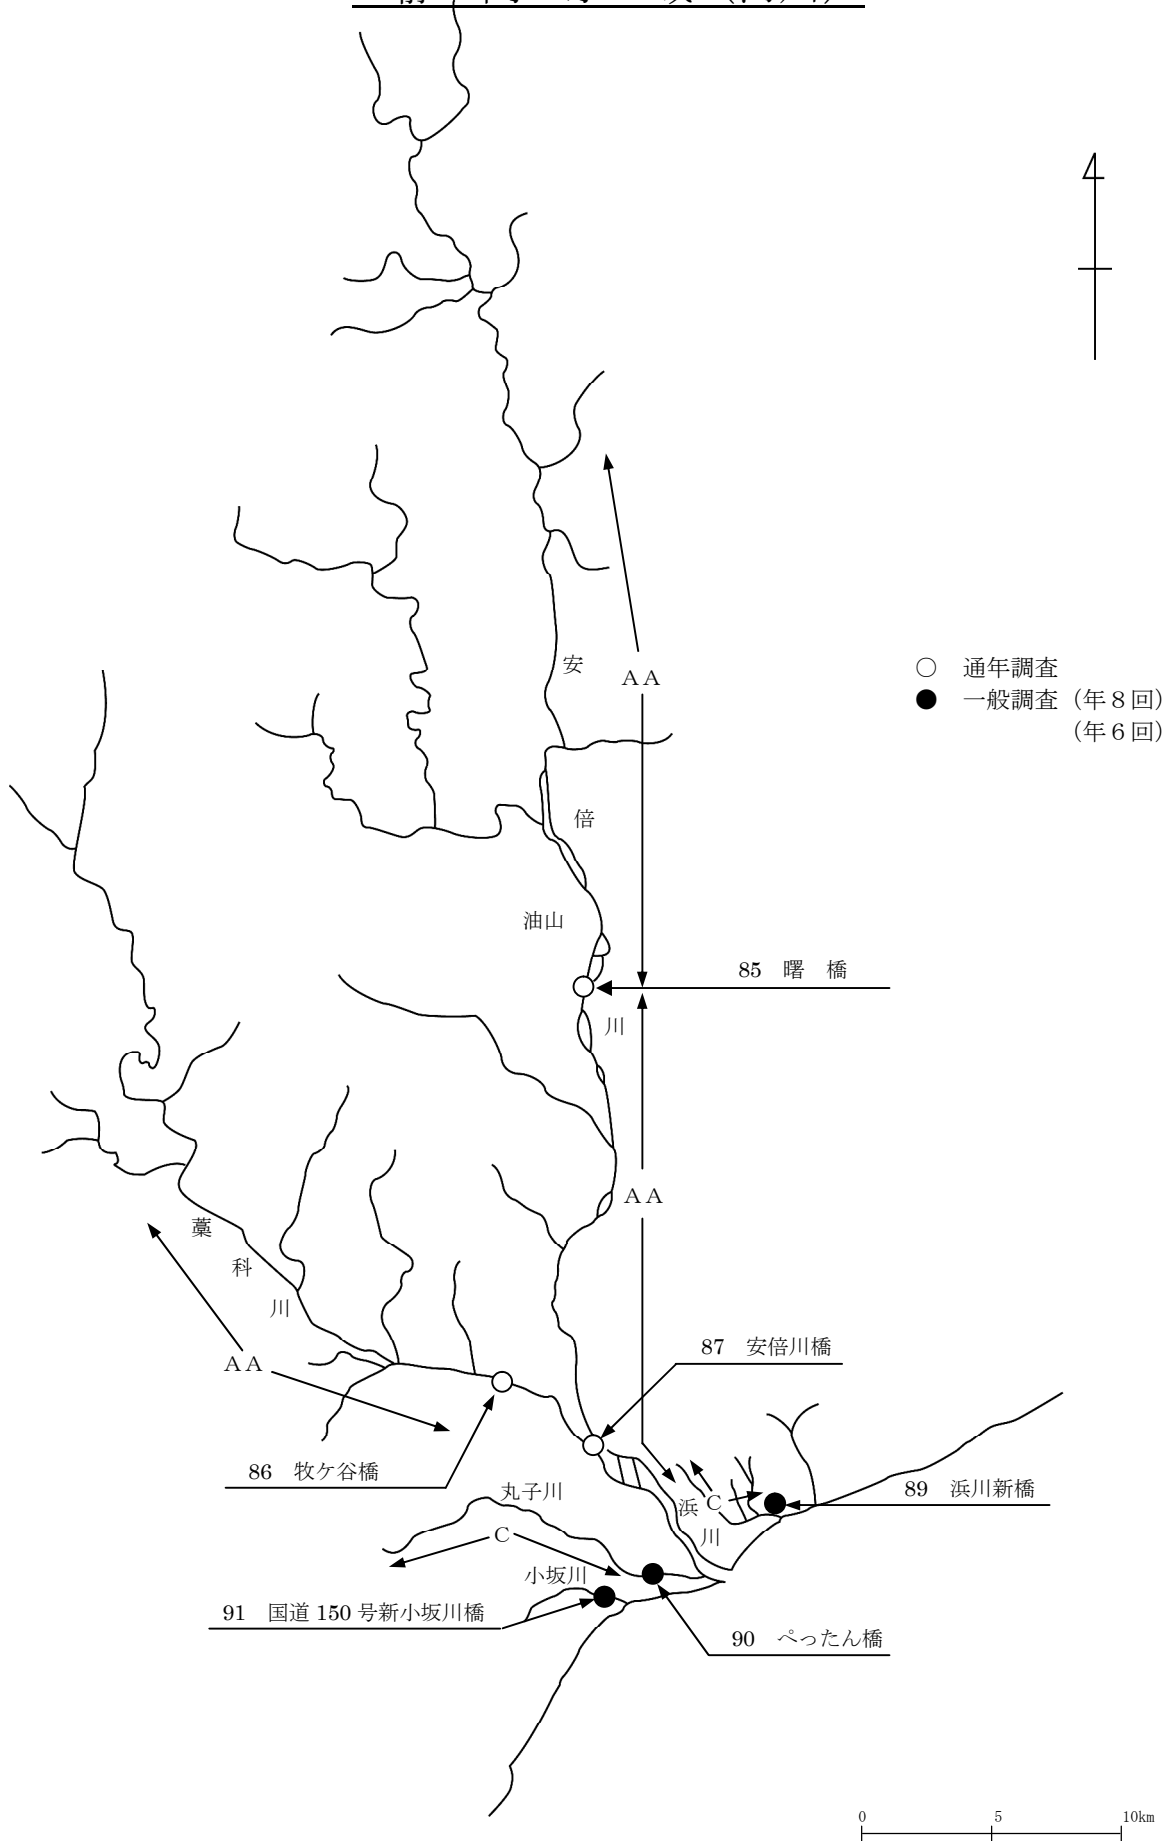 ○ 通年調査
● 一般調査（年８回）
（年６回）
安
倍
川
ＡＡ
油山
85 曙 橋
ＡＡ
藁
科
川
ＡＡ
87 安倍川橋
86 牧ケ谷橋
丸子川
Ｃ
浜
川
Ｃ
89 浜川新橋
小坂川
91 国道 150 号新小坂川橋
90 ぺったん橋
0 5 10km